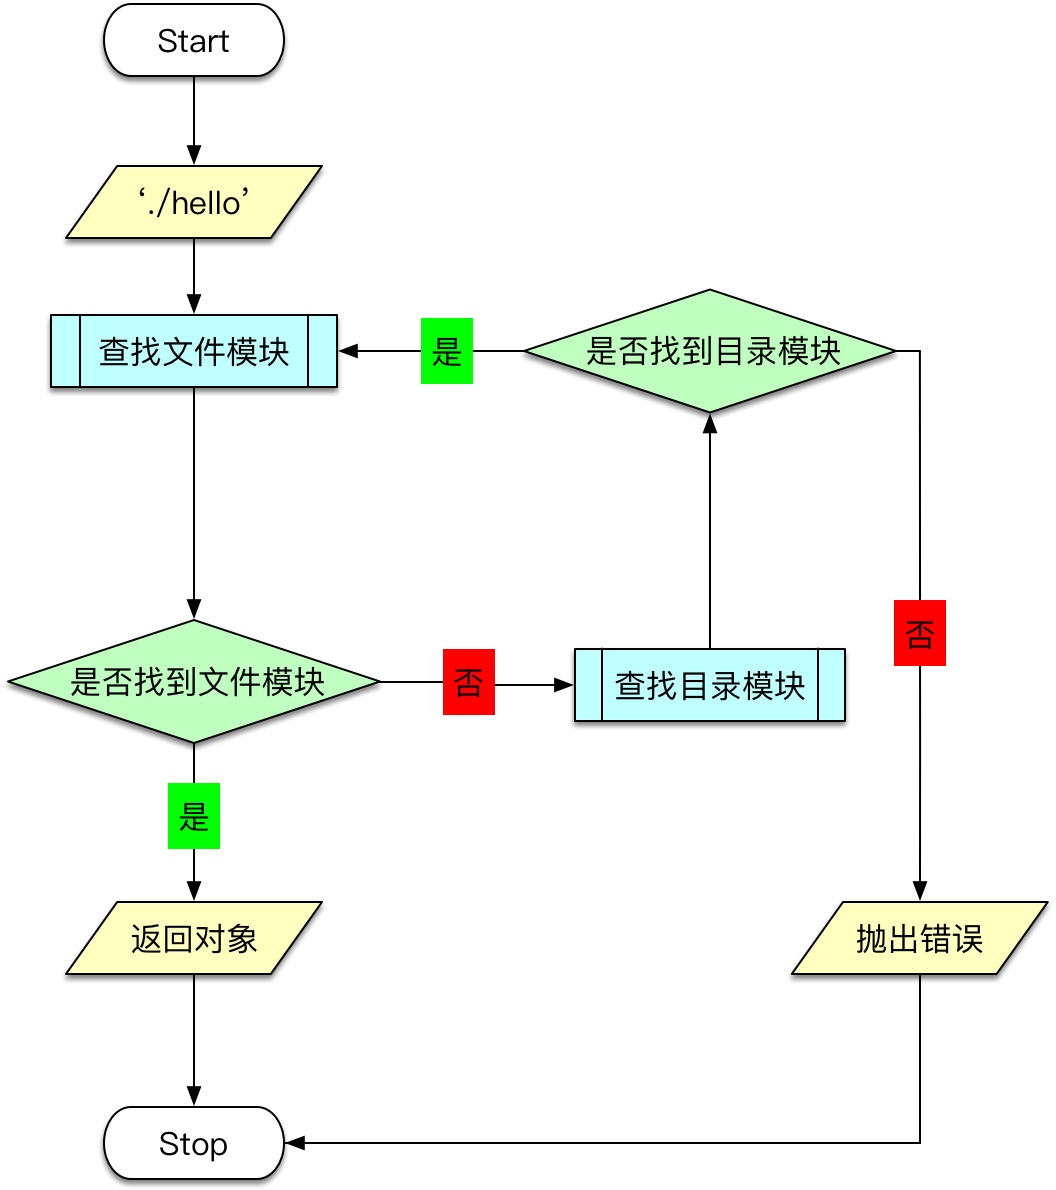 Start
‘./hello’
查找文件模块
是
是否找到目录模块
否
是否找到文件模块
否
查找目录模块
是
返回对象
抛出错误
Stop